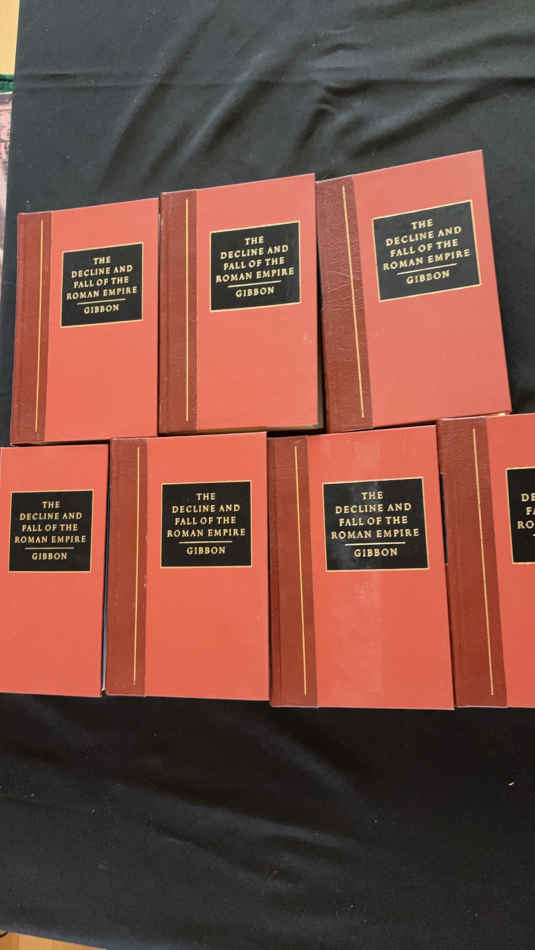 THE
DECLINE AND
FALL OF THE
ROMAN EMPIRE
GIBBON
THE
DECLINE AND
FALL OF THE
ROMAN EMPIRE
GIBBON
THE
DECLINE AND
FALL OF THE
ROMAN EMPIRE
GIBBON
THE
DECLINE AND
FALL OF THE
ROMAN EMPIRE
GIBBON
THE
DECLINE AND
FALL OF THE
ROMAN EMPIRE
GIBBON
THE
DECLINE AND
FALL OF THE
ROMAN EMPIRE
GIBBON